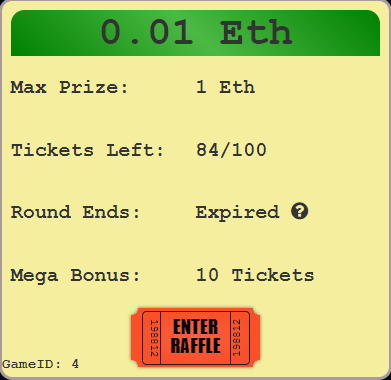 0.01 Eth
Max Prize: 1 Eth
Tickets Left: 84/100
Round Ends: Expired ?
Mega Bonus: 10 Tickets
198812
ENTER
RAFFLE
198812
GameID: 4